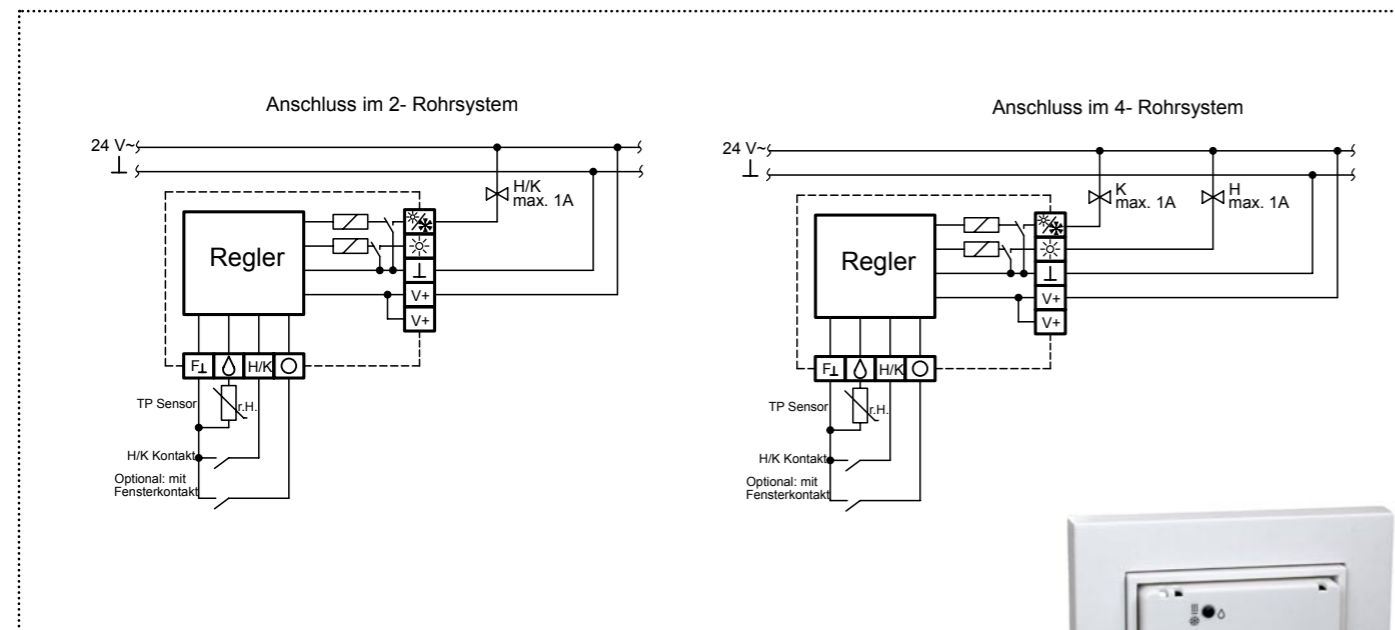 Anschluss im 2- Rohrsystem
24 V~
H/K
max. 1A
Regler
V+
V+
F H/K
TP Sensor
r.H.
H/K Kontakt
Optional: mit
Fensterkontakt
Anschluss im 4- Rohrsystem
24 V~
K
max. 1A
H
max. 1A
Regler
V+
V+
F H/K
TP Sensor
r.H.
H/K Kontakt
Optional: mit
Fensterkontakt